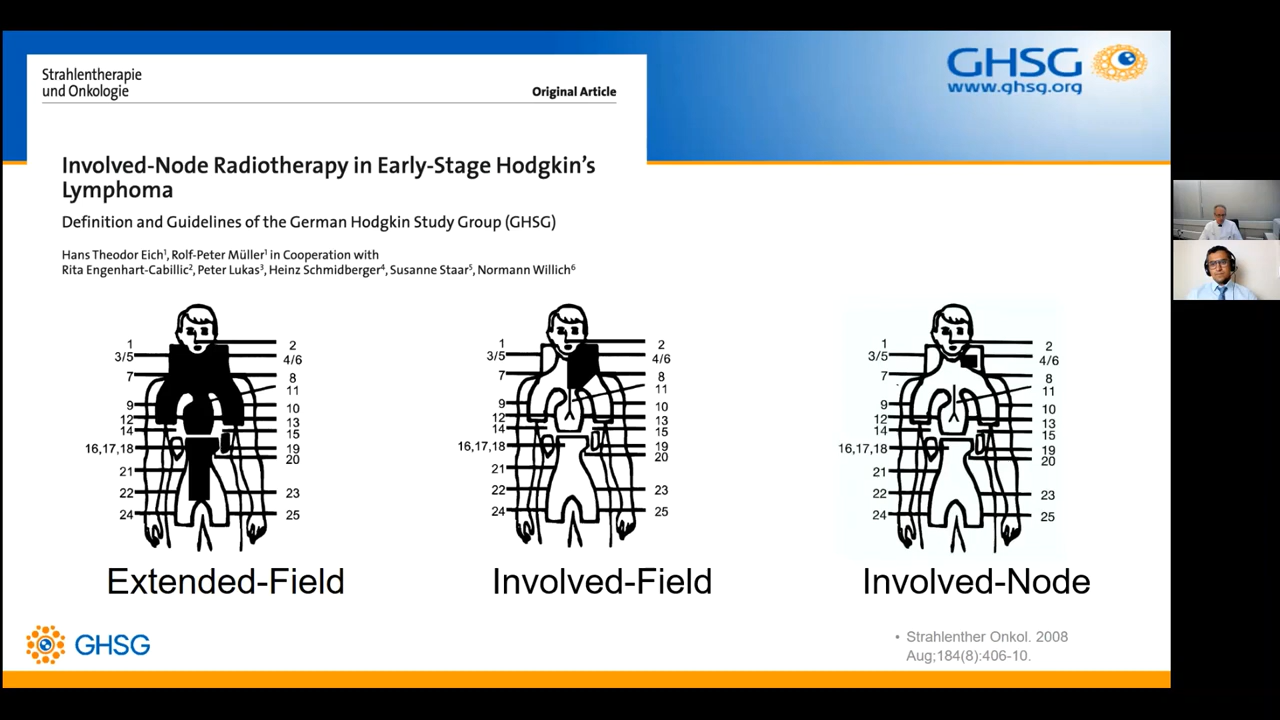 Strahlentherapie
und Onkologie
Original Article
GHSG
www.ghsg.org
Involved-Node Radiotherapy in Early-Stage Hodgkin's
Lymphoma
Definition and Guidelines of the German Hodgkin Study Group (GHSG)
Hans Theodor Eich1, Rolf-Peter Müller1 in Cooperation with
Rita Engenhart-Cabillic2, Peter Lukas3, Heinz Schmidberger4, Susanne Staar5, Normann Willich6
1 2
3/5 4/6
7 8
11
9 10
12 13
14 15
16,17,18 19
20
21
22 23
24 25
Extended-Field
1 2
3/5 4/6
7 8
11
9 10
12 13
14 15
16,17,18 19
20
21
22 23
24 25
Involved-Field
1 2
3/5 4/6
7 8
11
9 10
12 13
14 15
16,17,18 19
20
21
22 23
24 25
Involved-Node
GHSG
• Strahlenther Onkol. 2008
Aug;184(8):406-10.